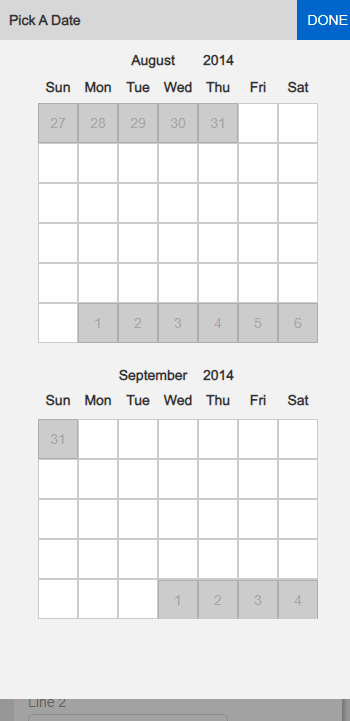 Pick A Date DONE
August 2014
Sun Mon Tue Wed Thu Fri Sat
27 28 29 30 31
1 2 3 4 5 6
September 2014
Sun Mon Tue Wed Thu Fri Sat
31
1 2 3 4
Line 2